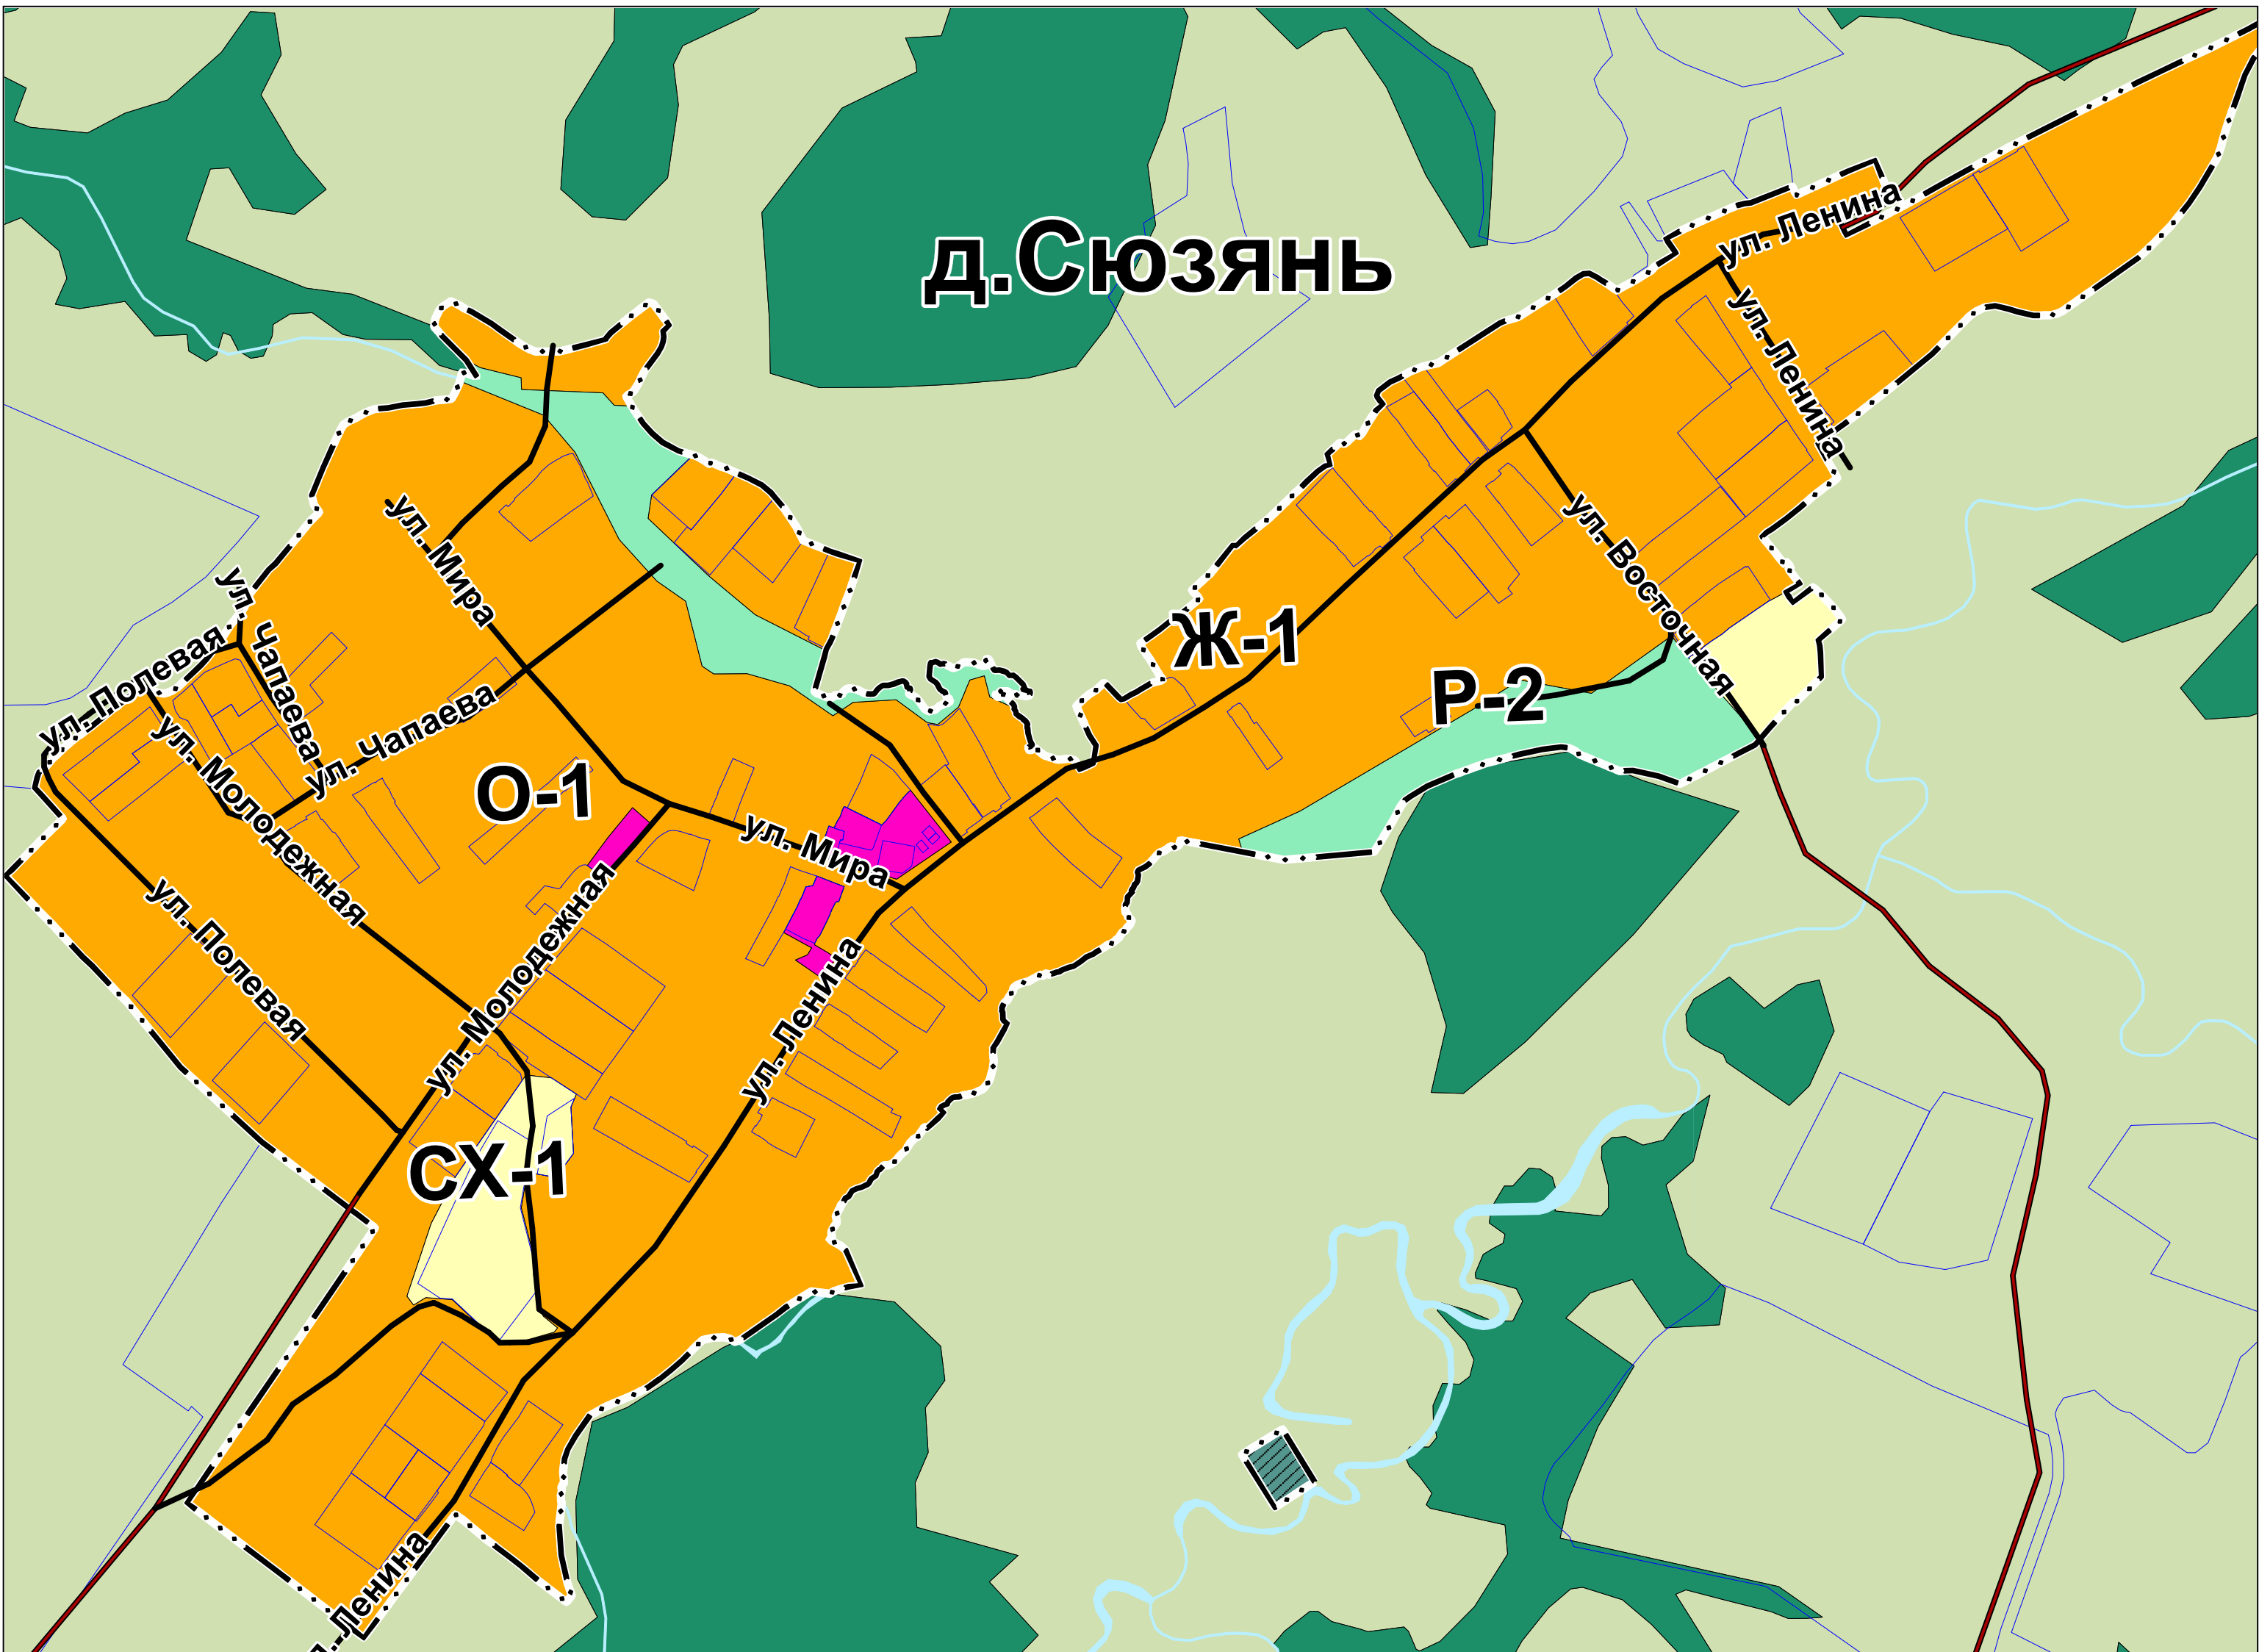 д.Сюзянь
ул. Ленина
ул. Ленина
ул. Мира
ул. Восточная
ул. Чапаева
Ж-1
ул. Полевая
Р-2
ул. Чапаева
ул. Молодежная
О-1
ул. Мира
ул. Полевая
ул. Молодежная
ул. Ленина
СХ-1
Ленина